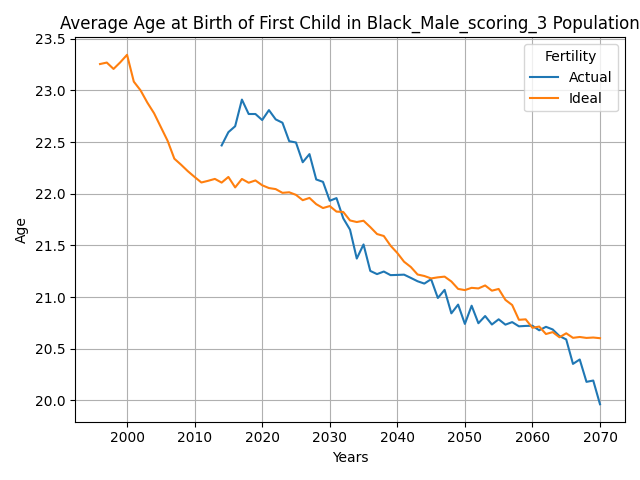 Average Age at Birth of First Child in Black_Male_scoring_3 Population
23.5
23.0
22.5
22.0
21.5
21.0
20.5
20.0
Age
Fertility
Actual
Ideal
2000 2010 2020 2030 2040 2050 2060 2070
Years